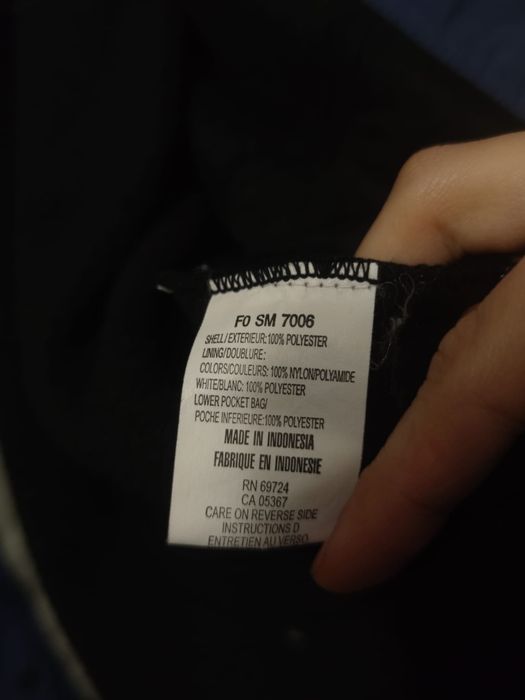 FO SM 7006
SHELL/EXTERIEUR:100% POLYESTER
LINING/DOUBLURE:
COLORS/COULEURS: 100% NYLON/POLYAMIDE
WHITE/BLANC: 100% POLYESTER
LOWER POCKET BAG/
POCHE INFERIEURE:100% POLYESTER
MADE IN INDONESIA
FABRIQUE EN INDONESIE
RN 69724
CA 05367
CARE ON REVERSE SIDE
INSTRUCTIONS D
ENTRETIEN AU VERSO